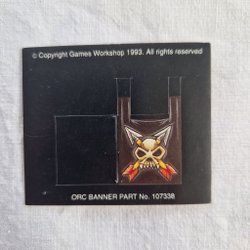 © Copyright Games Workshop 1993. All rights reserved
ORC BANNER PART No. 107338